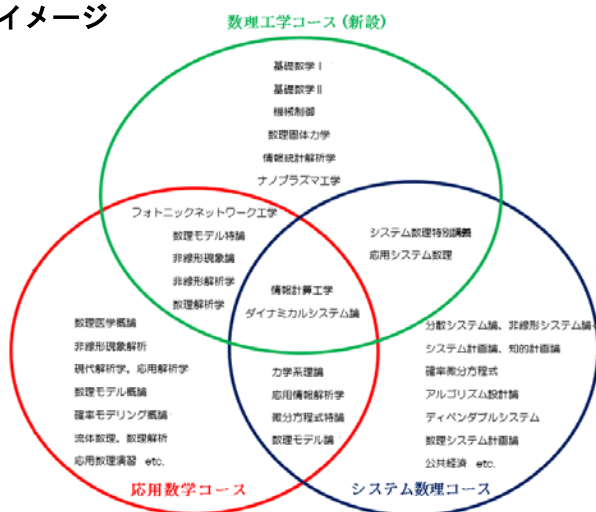 イメージ
数理工学コース（新設）
基礎数学Ⅰ
基礎数学Ⅱ
機械制御
数理固体力学
情報統計解析学
ナノプラズマ工学
フォトニックネットワーク工学
数理モデル特論
非線形現象論
非線形解析学
数理解析学
システム数理特別講義
応用システム数理
情報計算工学
ダイナミカルシステム論
数理医学概論
非線形現象解析
現代解析学，応用解析学
数理モデル概論
確率モデリング概論
流体数理，数理解析
応用数理演習 etc.
力学系理論
応用情報解析学
微分方程式特論
数理モデル論
分散システム論、非線形システム論
システム計画論、知的計画論
確率微分方程式
アルゴリズム設計論
ディペンダブルシステム
数理システム計画論
公共経済 etc.
応用数学コース
システム数理コース